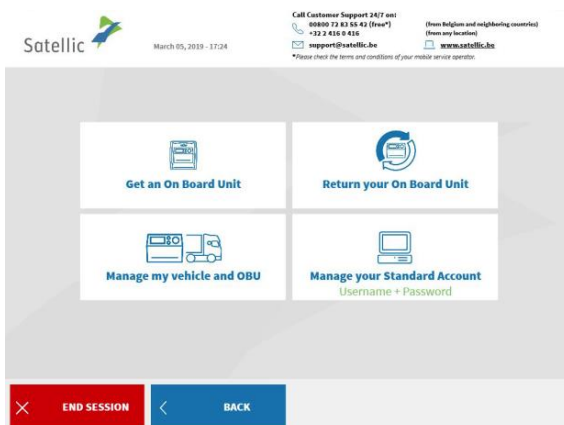 Satellic
March 05, 2019 - 17:24
Call Customer Support 24/7 on:
00800 72 83 55 42 (free*) (from Belgium and neighboring countries)
+32 2 416 0 416 (from any location)
support@satellic.be www.satellic.be
*Please check the terms and conditions of your mobile service operator.
Get an On Board Unit
Return your On Board Unit
Manage my vehicle and OBU
Manage your Standard Account
Username + Password
END SESSION
BACK